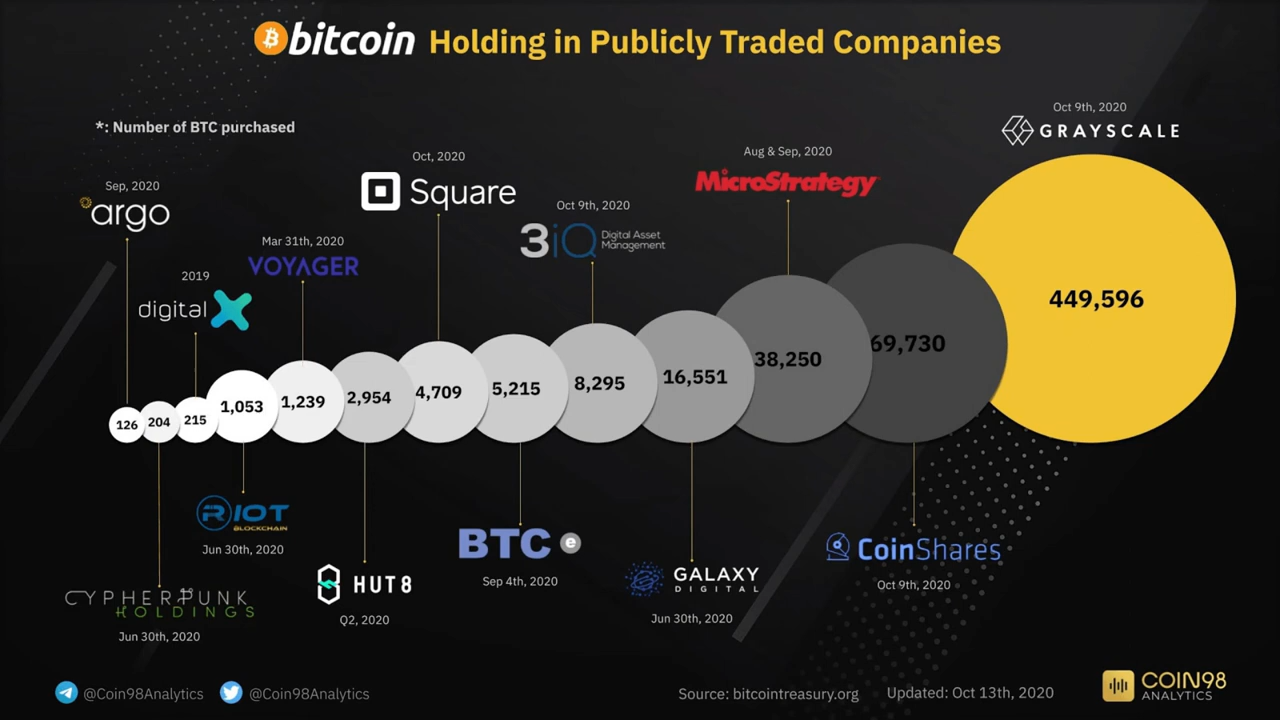 bitcoin Holding in Publicly Traded Companies
*: Number of BTC purchased
Oct 9th, 2020
GRAYSCALE
Aug & Sep, 2020
MicroStrategy
Oct, 2020
Square
Oct 9th, 2020
3iQ Digital Asset
Management
Sep, 2020
argo
Mar 31th, 2020
VOYAGER
2019
digital X
126
204
215
1,053
1,239
2,954
4,709
5,215
8,295
16,551
38,250
69,730
449,596
RIOT
BLOCKCHAIN
Jun 30th, 2020
BTC e
Sep 4th, 2020
CoinShares
Oct 9th, 2020
HUT 8
Q2, 2020
GALAXY
DIGITAL
Jun 30th, 2020
CYPHERPUNK
HOLDINGS
Jun 30th, 2020
@Coin98Analytics
@Coin98Analytics
Source: bitcointreasury.org
Updated: Oct 13th, 2020
COIN98
ANALYTICS